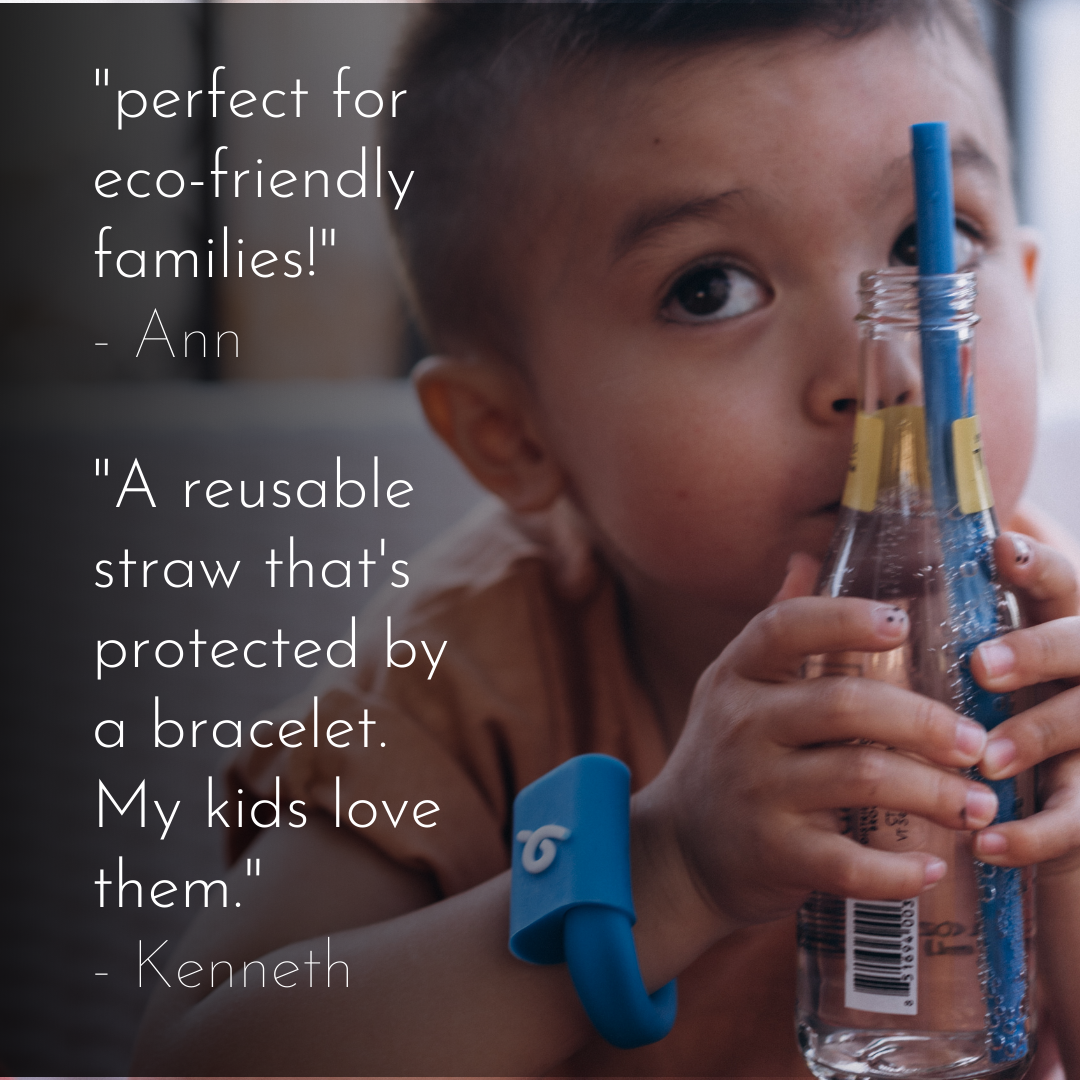 "perfect for
eco-friendly
families!"
- Ann
"A reusable
straw that's
protected by
a bracelet.
My kids love
them."
- Kenneth